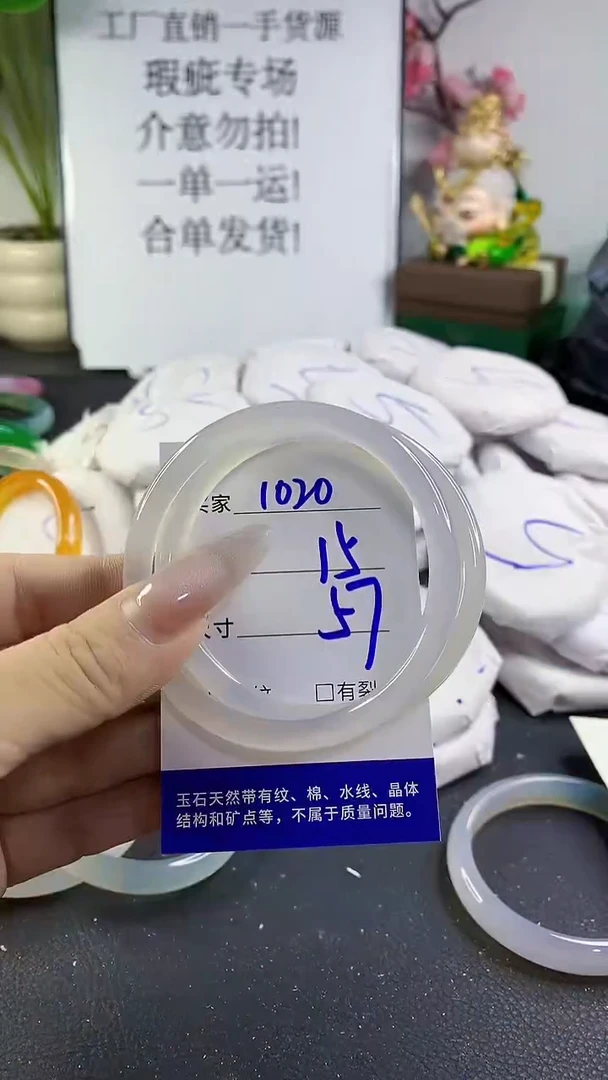 工厂直销一手货源
瑕疵专场
介意勿拍!
一单一运!
合单发货!
家 1020
15
寸 57
□有裂
玉石天然带有纹、棉、水线、晶体
结构和矿点等，不属于质量问题。